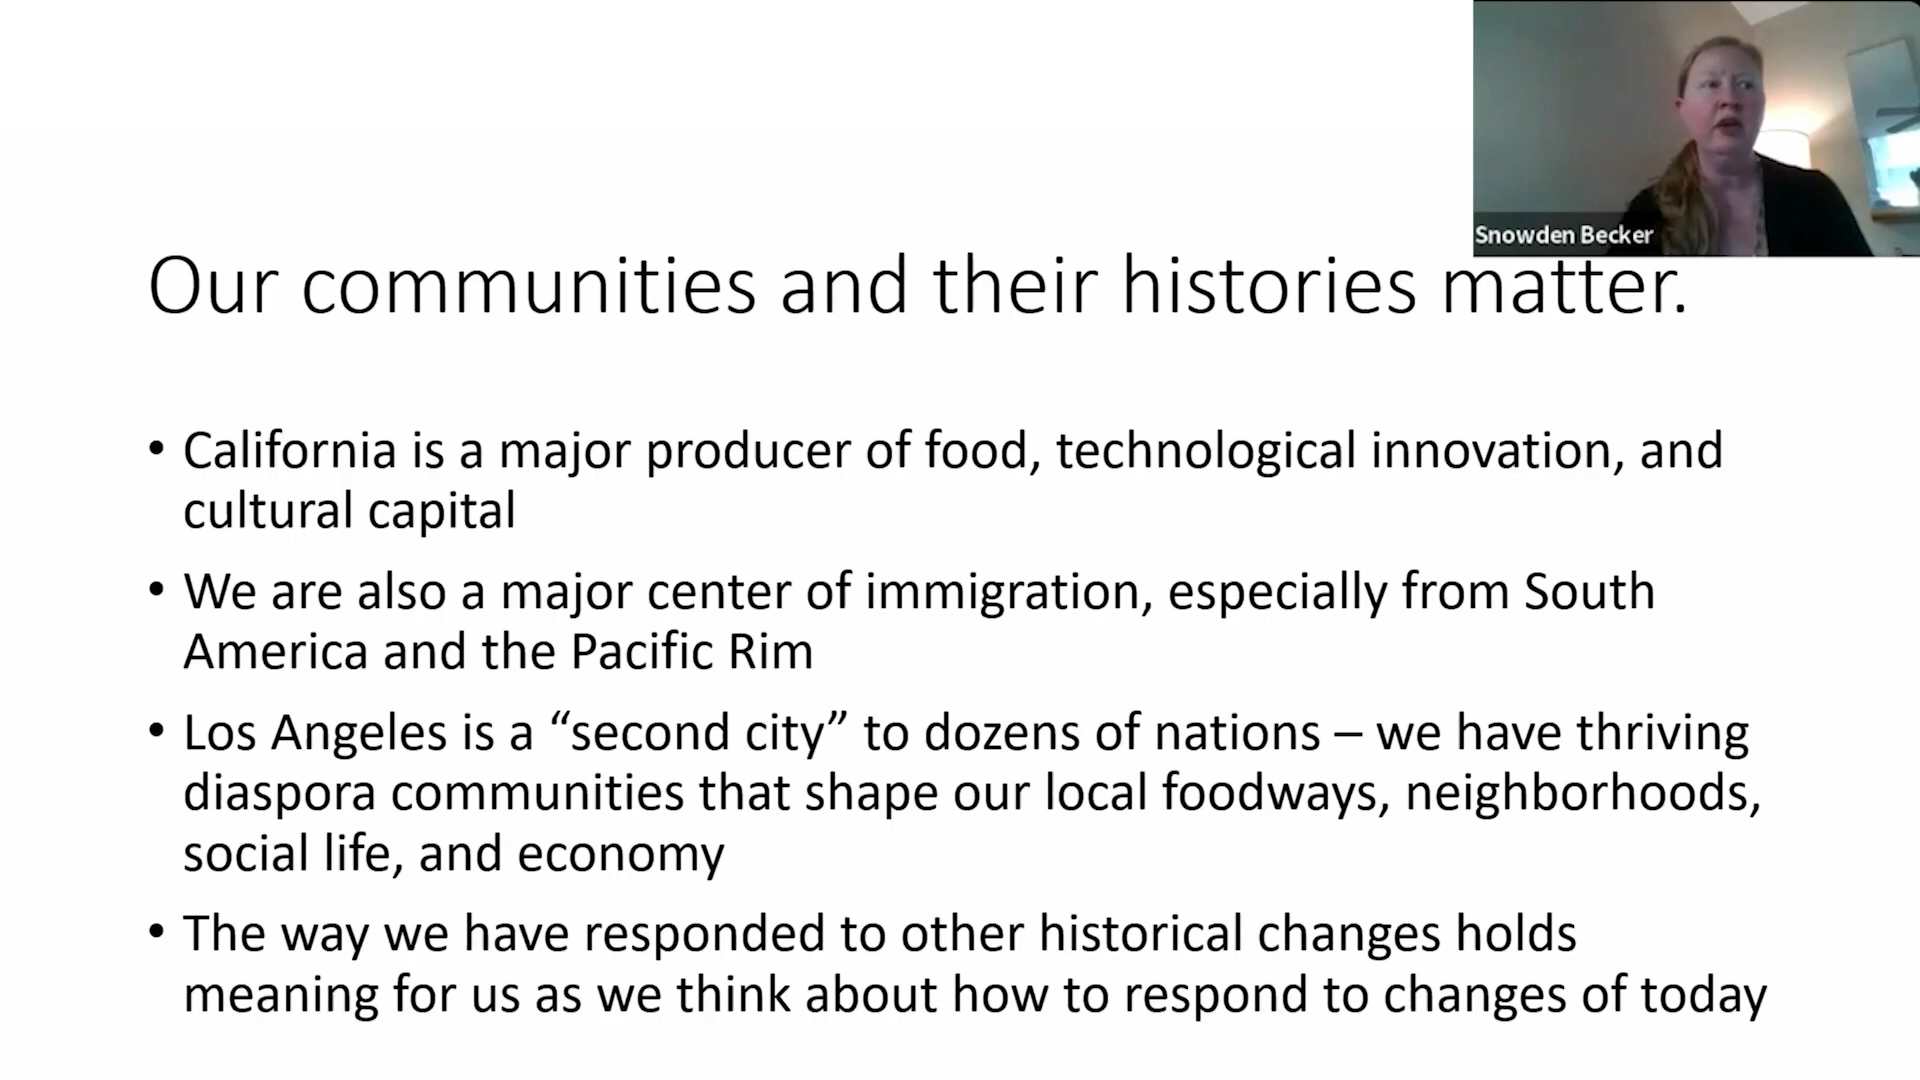 Snowden Becker
Our communities and their histories matter.
• California is a major producer of food, technological innovation, and
cultural capital
• We are also a major center of immigration, especially from South
America and the Pacific Rim
• Los Angeles is a “second city” to dozens of nations – we have thriving
diaspora communities that shape our local foodways, neighborhoods,
social life, and economy
• The way we have responded to other historical changes holds
meaning for us as we think about how to respond to changes of today